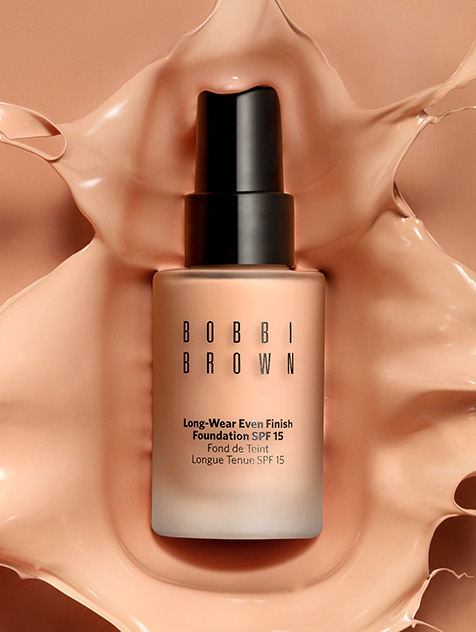 BOBBI
BROWN
Long-Wear Even Finish
Foundation SPF 15
Fond de Teint
Longue Tenue SPF 15